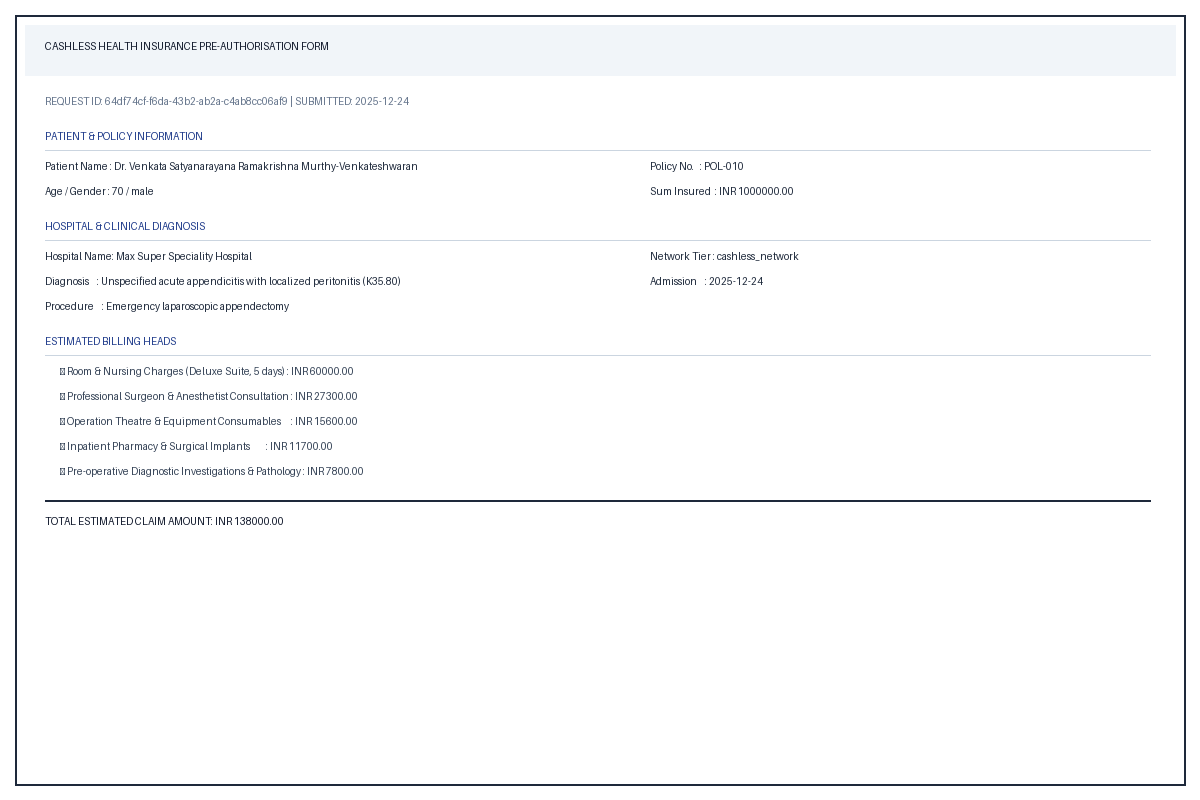 CASHLESS HEALTH INSURANCE PRE-AUTHORISATION FORM
REQUEST ID: 64df74cf-f6da-43b2-ab2a-c4ab8cc06af9 | SUBMITTED: 2025-12-24
PATIENT & POLICY INFORMATION
Patient Name : Dr. Venkata Satyanarayana Ramakrishna Murthy-Venkateshwaran
Policy No. : POL-010
Age / Gender : 70 / male
Sum Insured : INR 1000000.00
HOSPITAL & CLINICAL DIAGNOSIS
Hospital Name: Max Super Speciality Hospital
Network Tier : cashless_network
Diagnosis : Unspecified acute appendicitis with localized peritonitis (K35.80)
Admission : 2025-12-24
Procedure : Emergency laparoscopic appendectomy
ESTIMATED BILLING HEADS
Room & Nursing Charges (Deluxe Suite, 5 days) : INR 60000.00
Professional Surgeon & Anesthetist Consultation : INR 27300.00
Operation Theatre & Equipment Consumables : INR 15600.00
Inpatient Pharmacy & Surgical Implants : INR 11700.00
Pre-operative Diagnostic Investigations & Pathology : INR 7800.00
TOTAL ESTIMATED CLAIM AMOUNT: INR 138000.00